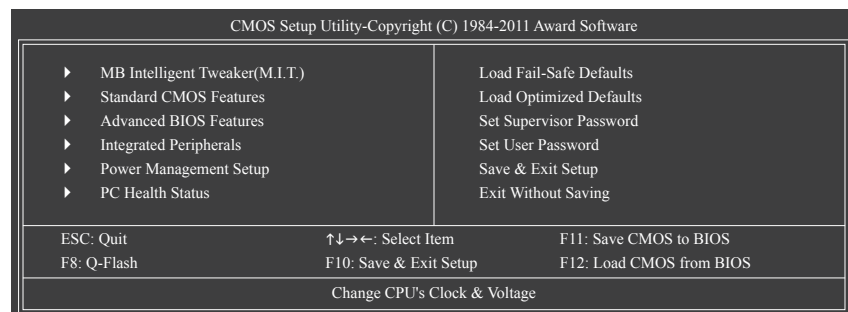 CMOS Setup Utility-Copyright (C) 1984-2011 Award Software
MB Intelligent Tweaker(M.I.T.)
Standard CMOS Features
Advanced BIOS Features
Integrated Peripherals
Power Management Setup
PC Health Status
Load Fail-Safe Defaults
Load Optimized Defaults
Set Supervisor Password
Set User Password
Save & Exit Setup
Exit Without Saving
ESC: Quit
↑↓→←: Select Item
F11: Save CMOS to BIOS
F8: Q-Flash
F10: Save & Exit Setup
F12: Load CMOS from BIOS
Change CPU's Clock & Voltage